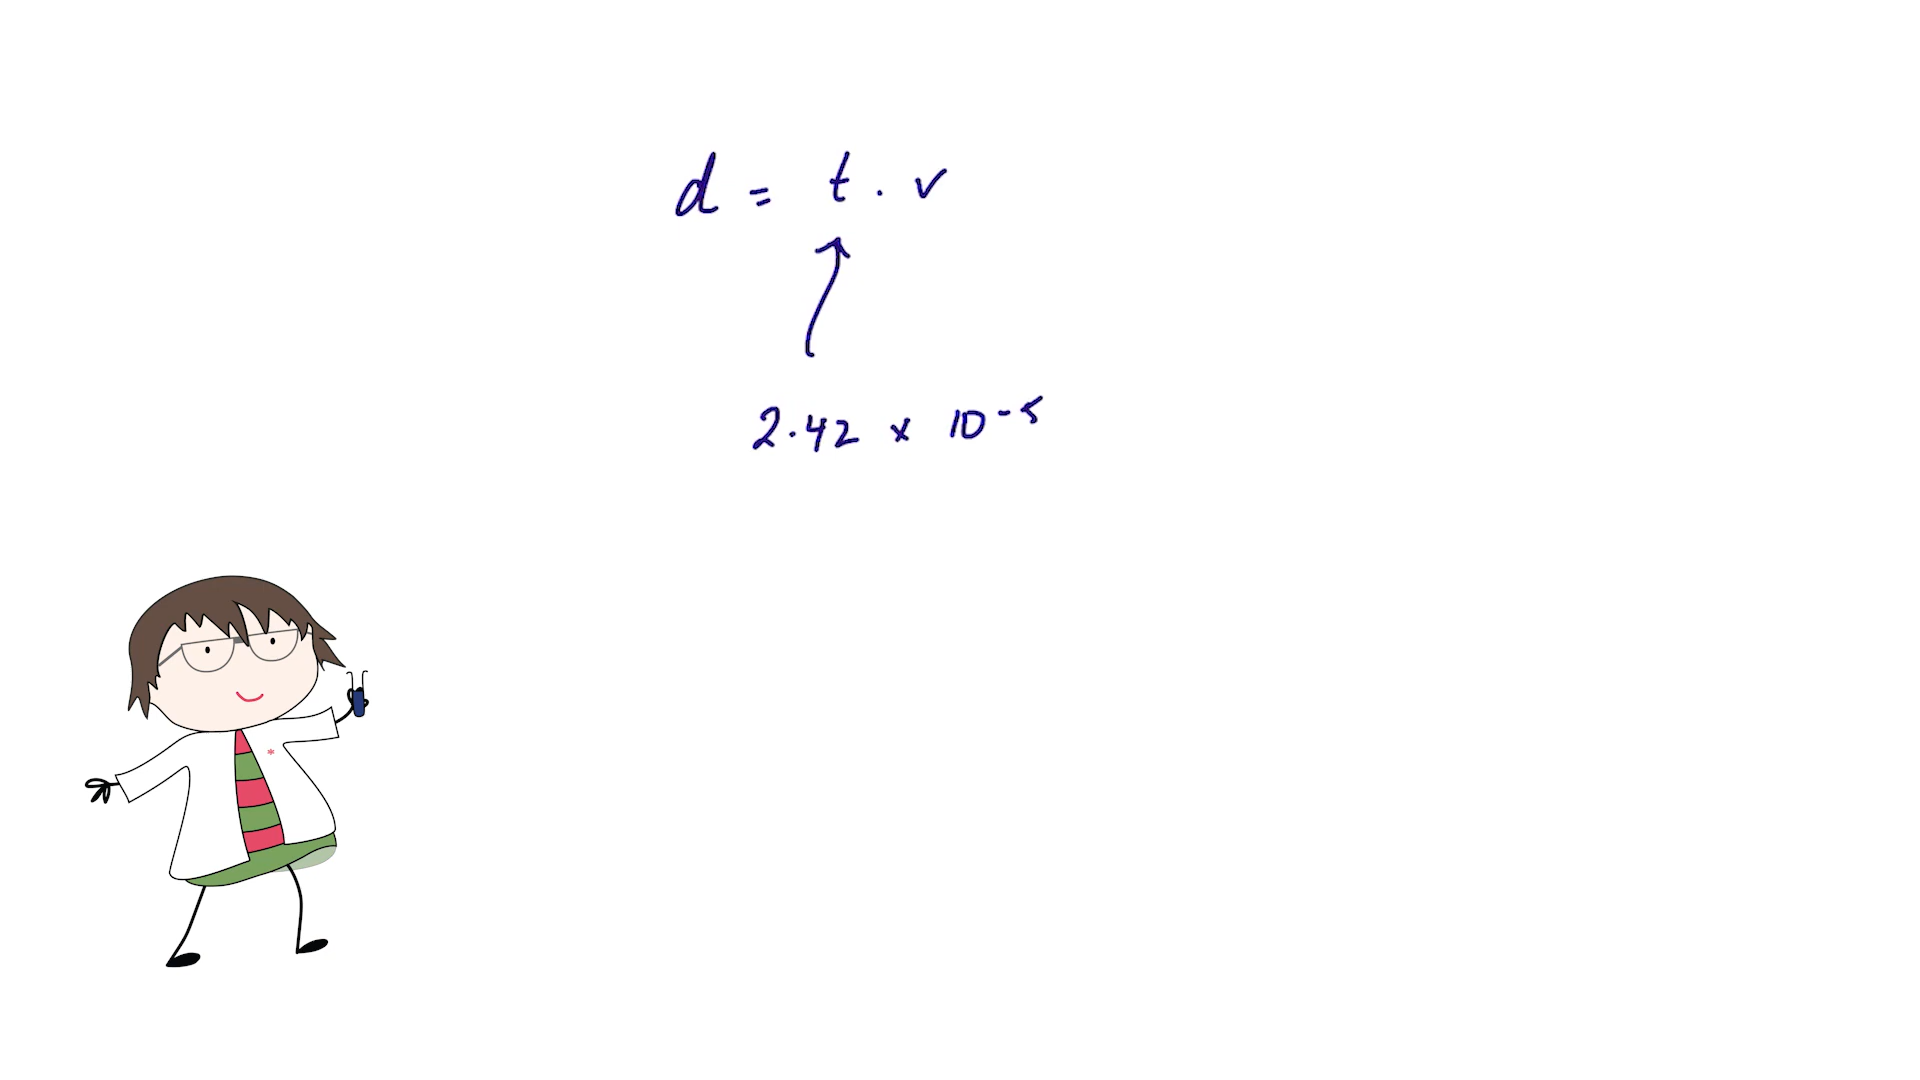 d = t . v
2.42 x 10⁻⁵